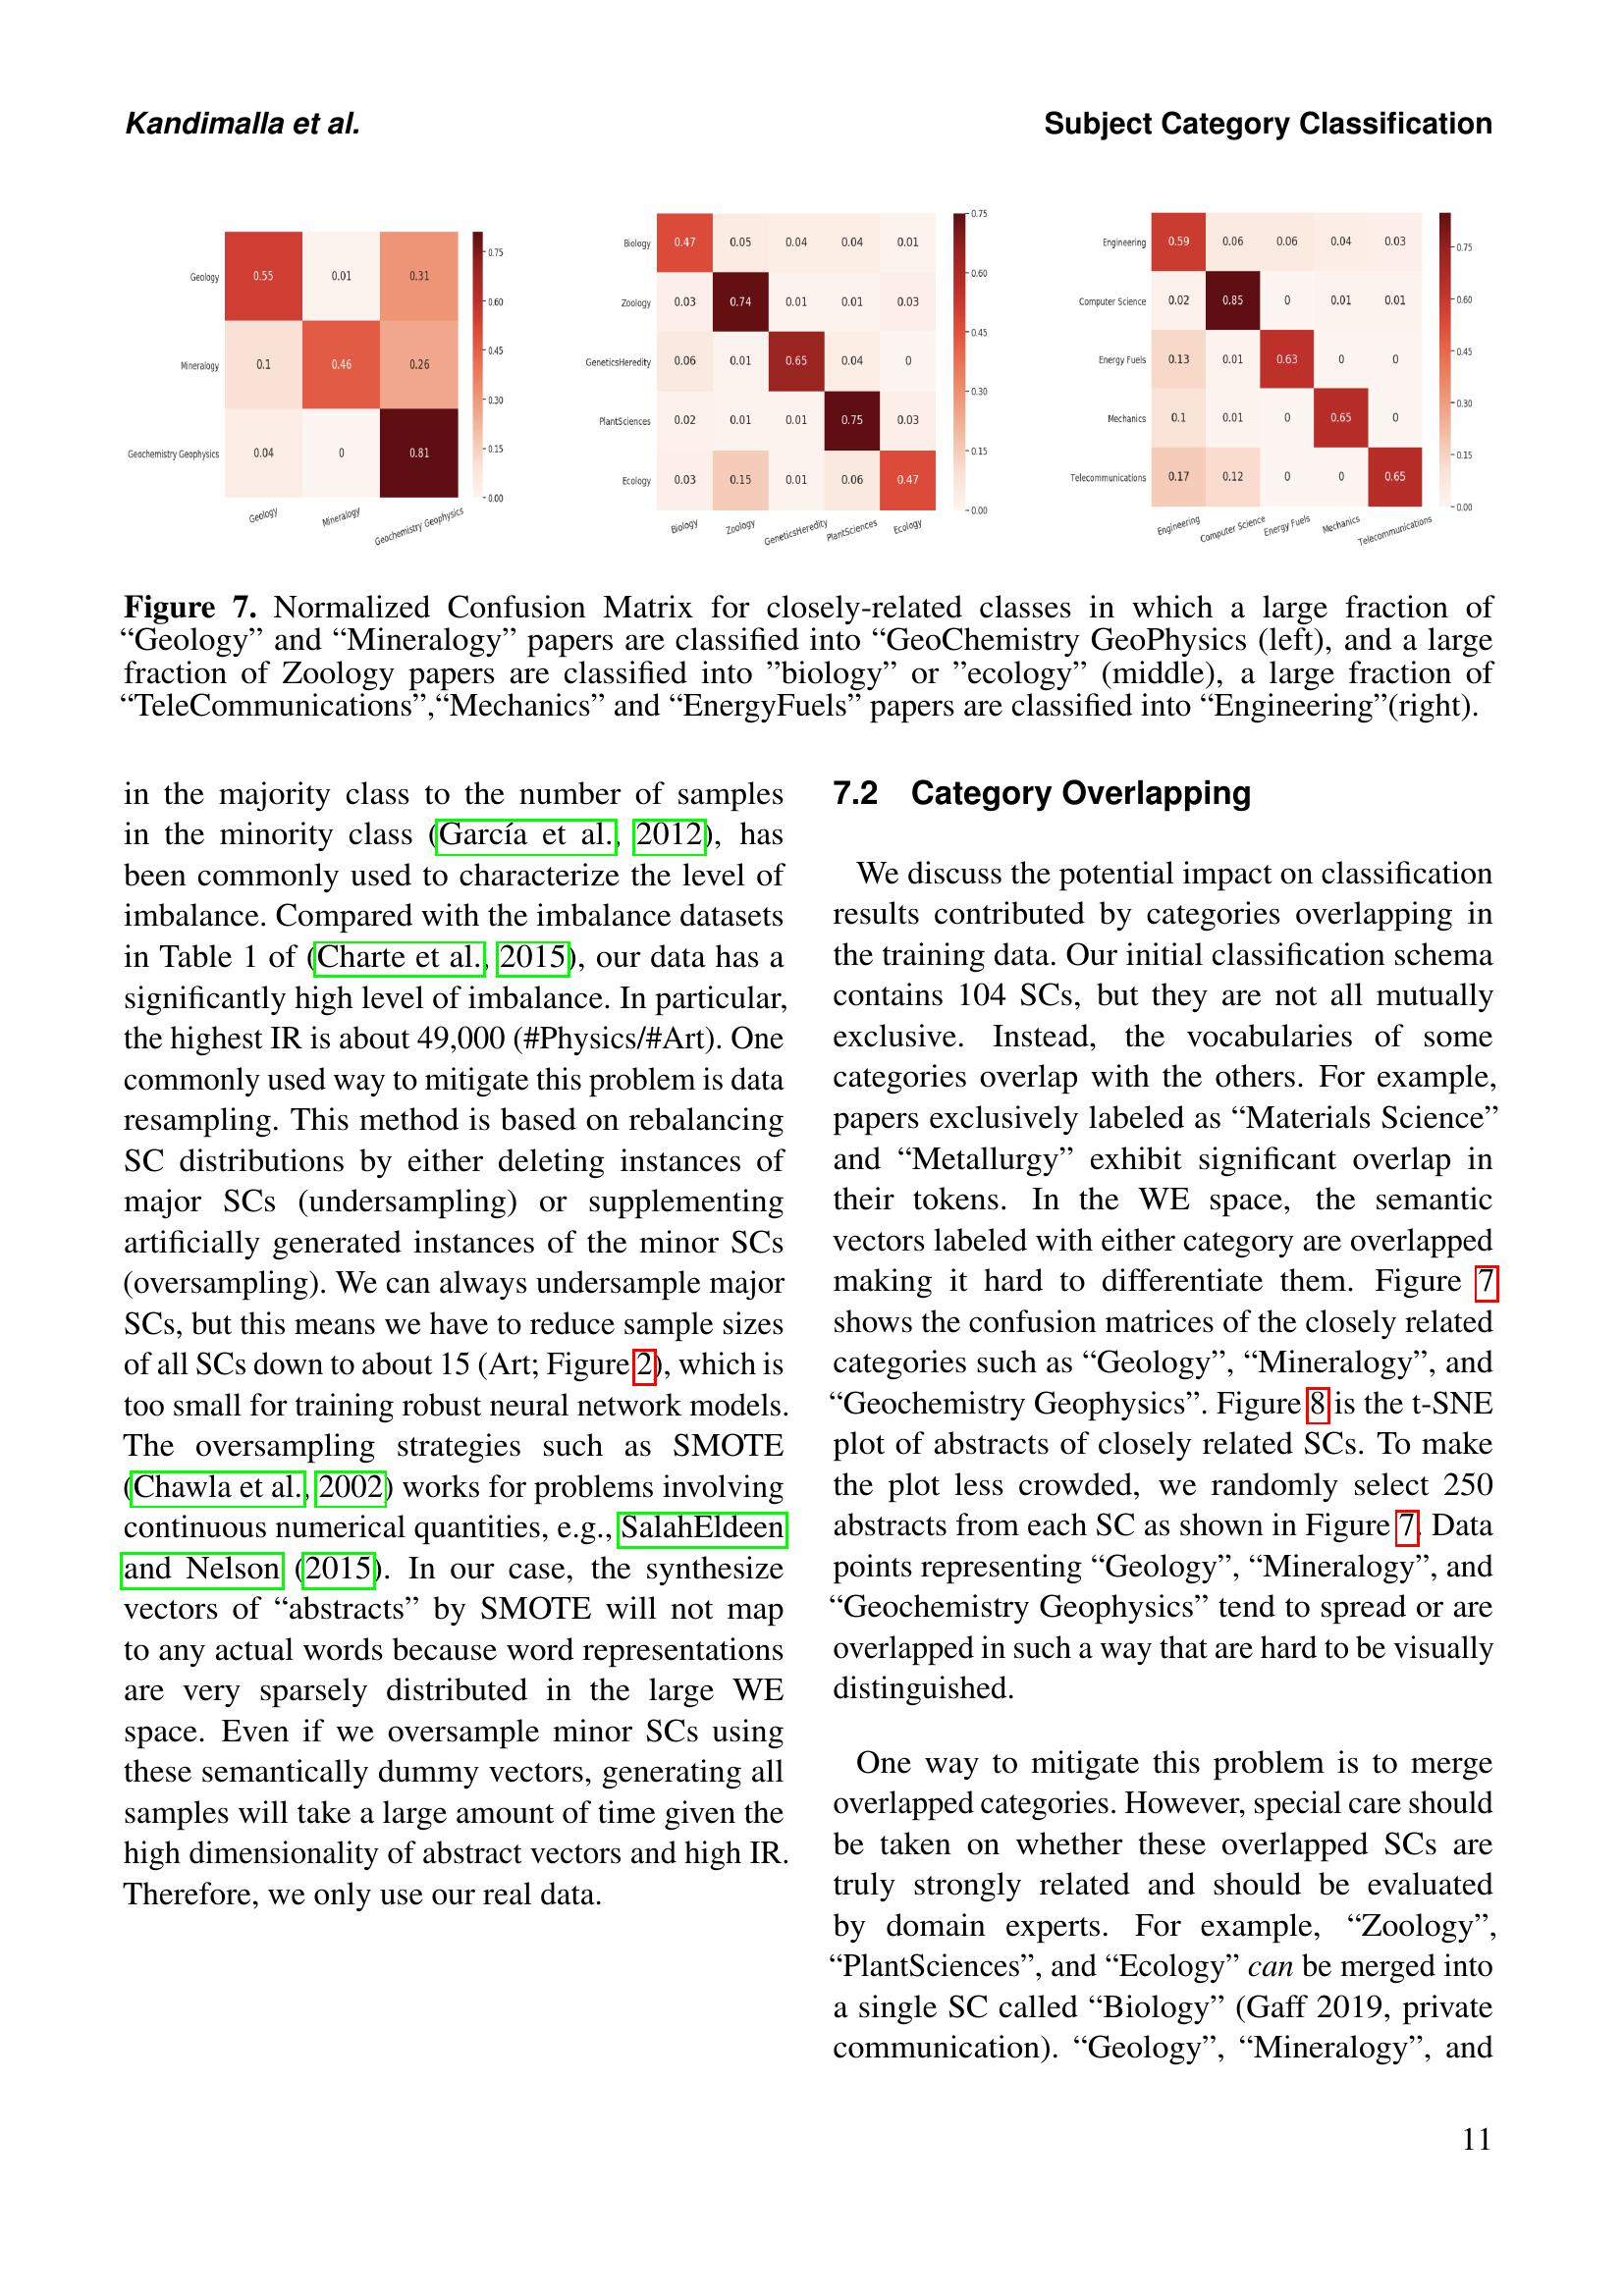 Kandimalla et al.
Subject Category Classification
Geology
Mineralogy
Geochemistry Geophysics
0.55 0.01 0.31
0.1 0.46 0.26
0.04 0 0.81
Geology Mineralogy Geochemistry Geophysics
0.75
0.60
0.45
0.30
0.15
0.00
Biology 0.47 0.05 0.04 0.04 0.01
Zoology 0.03 0.74 0.01 0.01 0.03
GeneticsHeredity 0.06 0.01 0.65 0.04 0
PlantSciences 0.02 0.01 0.01 0.75 0.03
Ecology 0.03 0.15 0.01 0.06 0.47
Biology Zoology GeneticsHeredity PlantSciences Ecology
0.75
0.60
0.45
0.30
0.15
0.00
Engineering 0.59 0.06 0.06 0.04 0.03
Computer Science 0.02 0.85 0 0.01 0.01
Energy Fuels 0.13 0.01 0.63 0 0
Mechanics 0.1 0.01 0 0.65 0
Telecommunications 0.17 0.12 0 0 0.65
Engineering Computer Science Energy Fuels Mechanics Telecommunications
0.75
0.60
0.45
0.30
0.15
0.00
Figure 7. Normalized Confusion Matrix for closely-related classes in which a large fraction of
“Geology” and “Mineralogy” papers are classified into “GeoChemistry GeoPhysics (left), and a large
fraction of Zoology papers are classified into ”biology” or ”ecology” (middle), a large fraction of
“TeleCommunications”,“Mechanics” and “EnergyFuels” papers are classified into “Engineering”(right).
in the majority class to the number of samples
in the minority class (García et al., 2012), has
been commonly used to characterize the level of
imbalance. Compared with the imbalance datasets
in Table 1 of (Charte et al., 2015), our data has a
significantly high level of imbalance. In particular,
the highest IR is about 49,000 (#Physics/#Art). One
commonly used way to mitigate this problem is data
resampling. This method is based on rebalancing
SC distributions by either deleting instances of
major SCs (undersampling) or supplementing
artificially generated instances of the minor SCs
(oversampling). We can always undersample major
SCs, but this means we have to reduce sample sizes
of all SCs down to about 15 (Art; Figure 2), which is
too small for training robust neural network models.
The oversampling strategies such as SMOTE
(Chawla et al., 2002) works for problems involving
continuous numerical quantities, e.g., SalahEldeen
and Nelson (2015). In our case, the synthesize
vectors of “abstracts” by SMOTE will not map
to any actual words because word representations
are very sparsely distributed in the large WE
space. Even if we oversample minor SCs using
these semantically dummy vectors, generating all
samples will take a large amount of time given the
high dimensionality of abstract vectors and high IR.
Therefore, we only use our real data.
7.2 Category Overlapping
We discuss the potential impact on classification
results contributed by categories overlapping in
the training data. Our initial classification schema
contains 104 SCs, but they are not all mutually
exclusive. Instead, the vocabularies of some
categories overlap with the others. For example,
papers exclusively labeled as “Materials Science”
and “Metallurgy” exhibit significant overlap in
their tokens. In the WE space, the semantic
vectors labeled with either category are overlapped
making it hard to differentiate them. Figure 7
shows the confusion matrices of the closely related
categories such as “Geology”, “Mineralogy”, and
“Geochemistry Geophysics”. Figure 8 is the t-SNE
plot of abstracts of closely related SCs. To make
the plot less crowded, we randomly select 250
abstracts from each SC as shown in Figure 7. Data
points representing “Geology”, “Mineralogy”, and
“Geochemistry Geophysics” tend to spread or are
overlapped in such a way that are hard to be visually
distinguished.
One way to mitigate this problem is to merge
overlapped categories. However, special care should
be taken on whether these overlapped SCs are
truly strongly related and should be evaluated
by domain experts. For example, “Zoology”,
“PlantSciences”, and “Ecology” can be merged into
a single SC called “Biology” (Gaff 2019, private
communication). “Geology”, “Mineralogy”, and
11